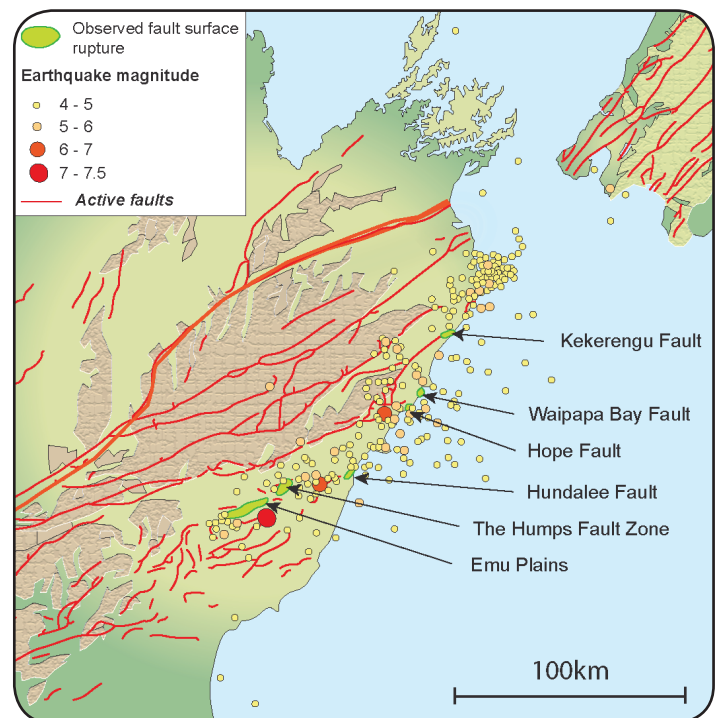 Observed fault surface
rupture
Earthquake magnitude
4 - 5
5 - 6
6 - 7
7 - 7.5
Active faults
Kekerengu Fault
Waipapa Bay Fault
Hope Fault
Hundalee Fault
The Humps Fault Zone
Emu Plains
100km